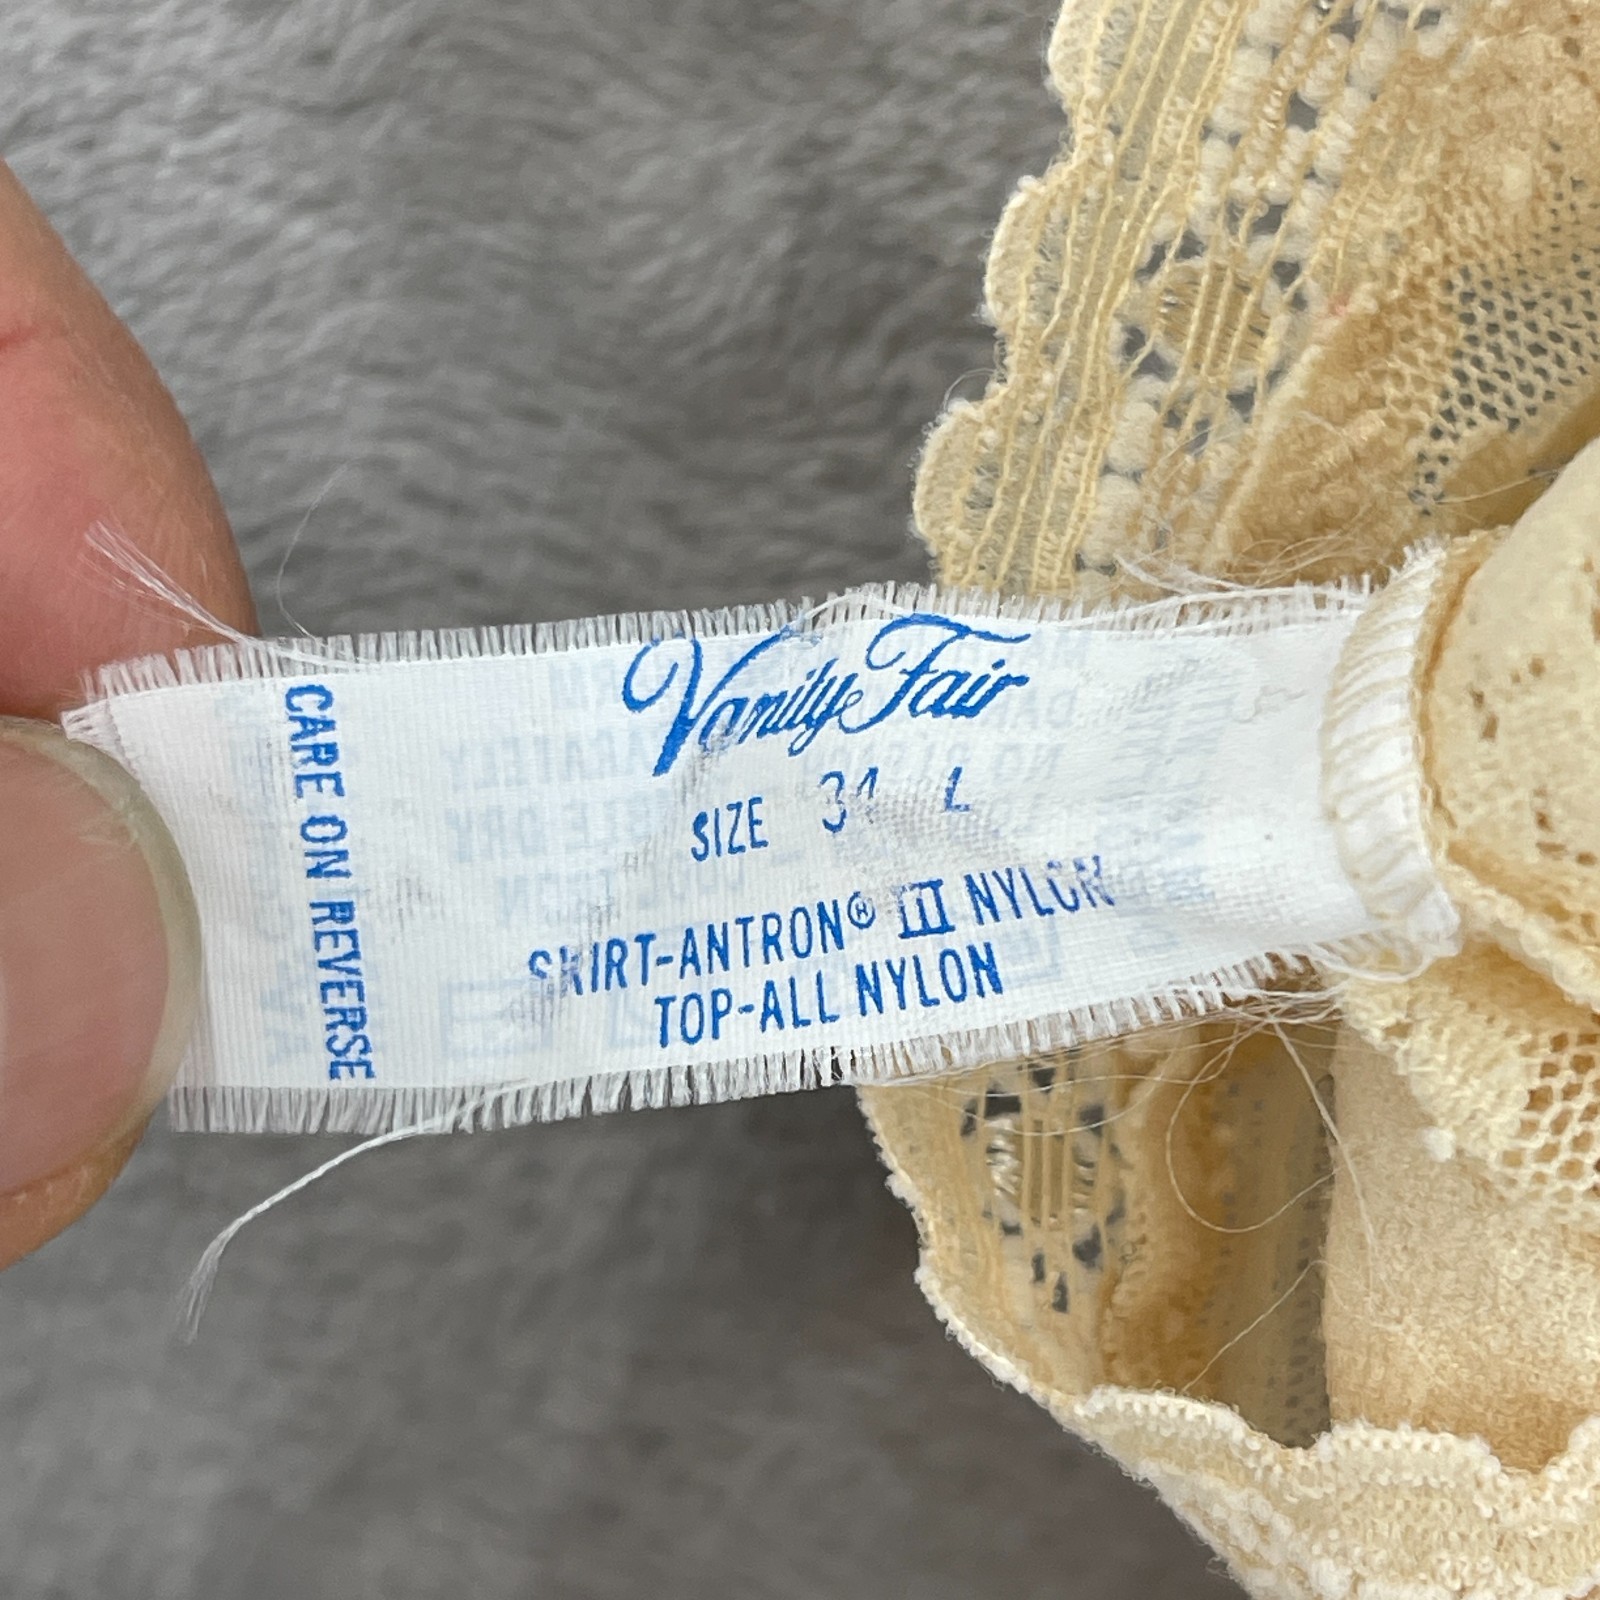 Vanity Fair
SIZE 34 L
SKIRT-ANTRON® III NYLON
TOP-ALL NYLON
CARE ON REVERSE